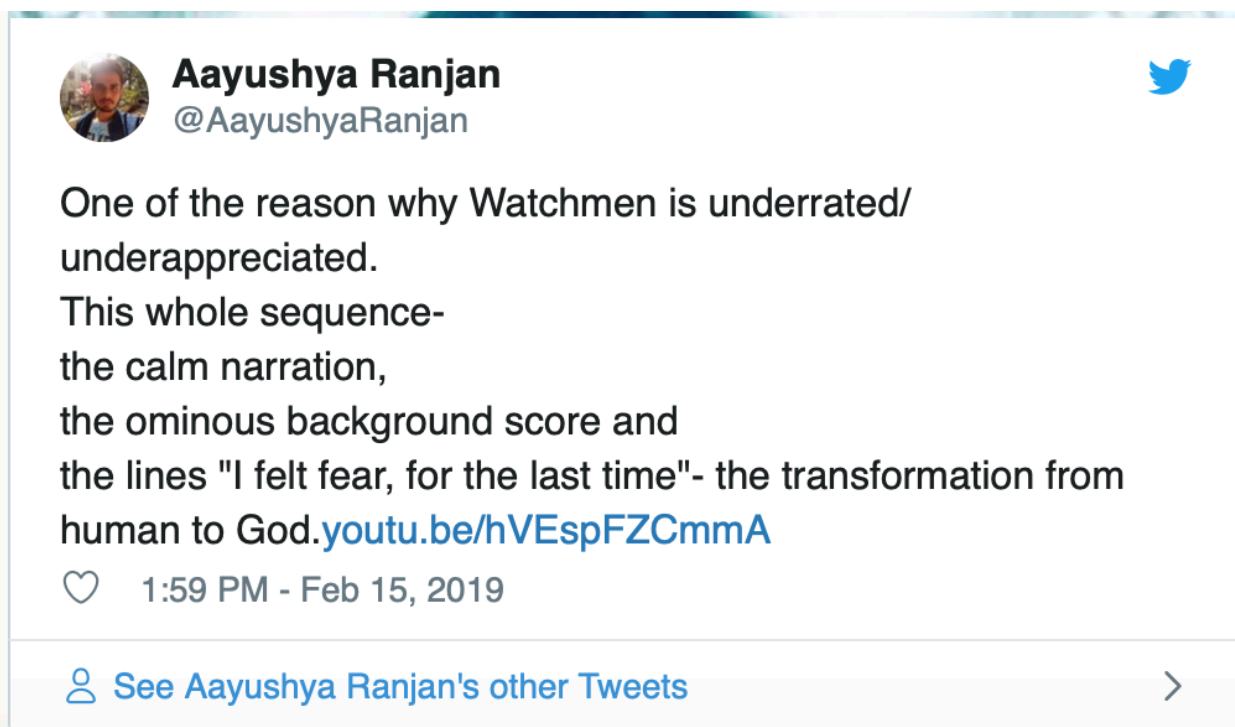 Aayushya Ranjan
@AayushyaRanjan
One of the reason why Watchmen is underrated/
underappreciated.
This whole sequence-
the calm narration,
the ominous background score and
the lines "I felt fear, for the last time"- the transformation from
human to God.youtu.be/hVEspFZCmmA
1:59 PM - Feb 15, 2019
See Aayushya Ranjan's other Tweets